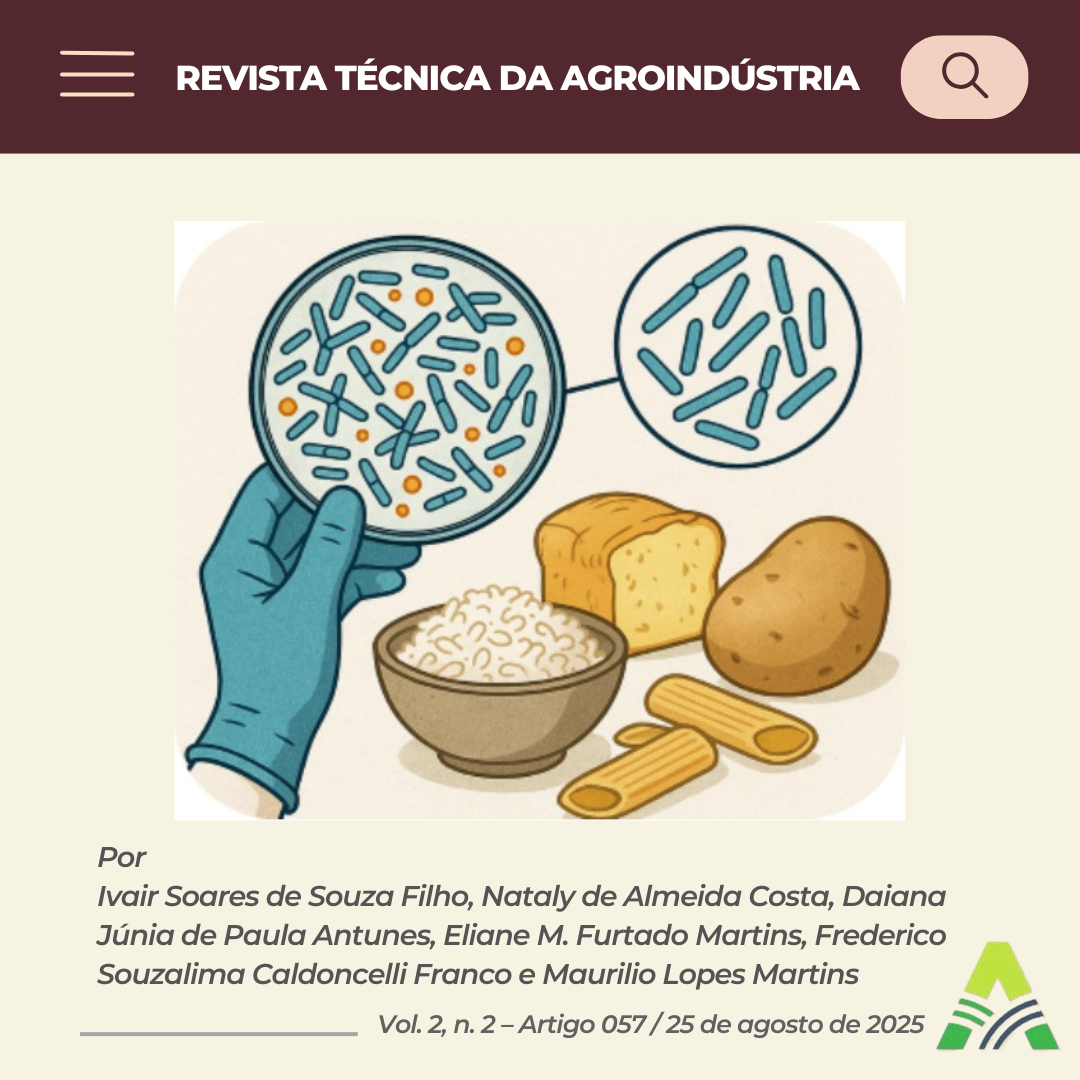 REVISTA TÉCNICA DA AGROINDÚSTRIA
Por
Ivair Soares de Souza Filho, Nataly de Almeida Costa, Daiana
Júnia de Paula Antunes, Eliane M. Furtado Martins, Frederico
Souzalima Caldoncelli Franco e Maurilio Lopes Martins
Vol. 2, n. 2 – Artigo 057 / 25 de agosto de 2025